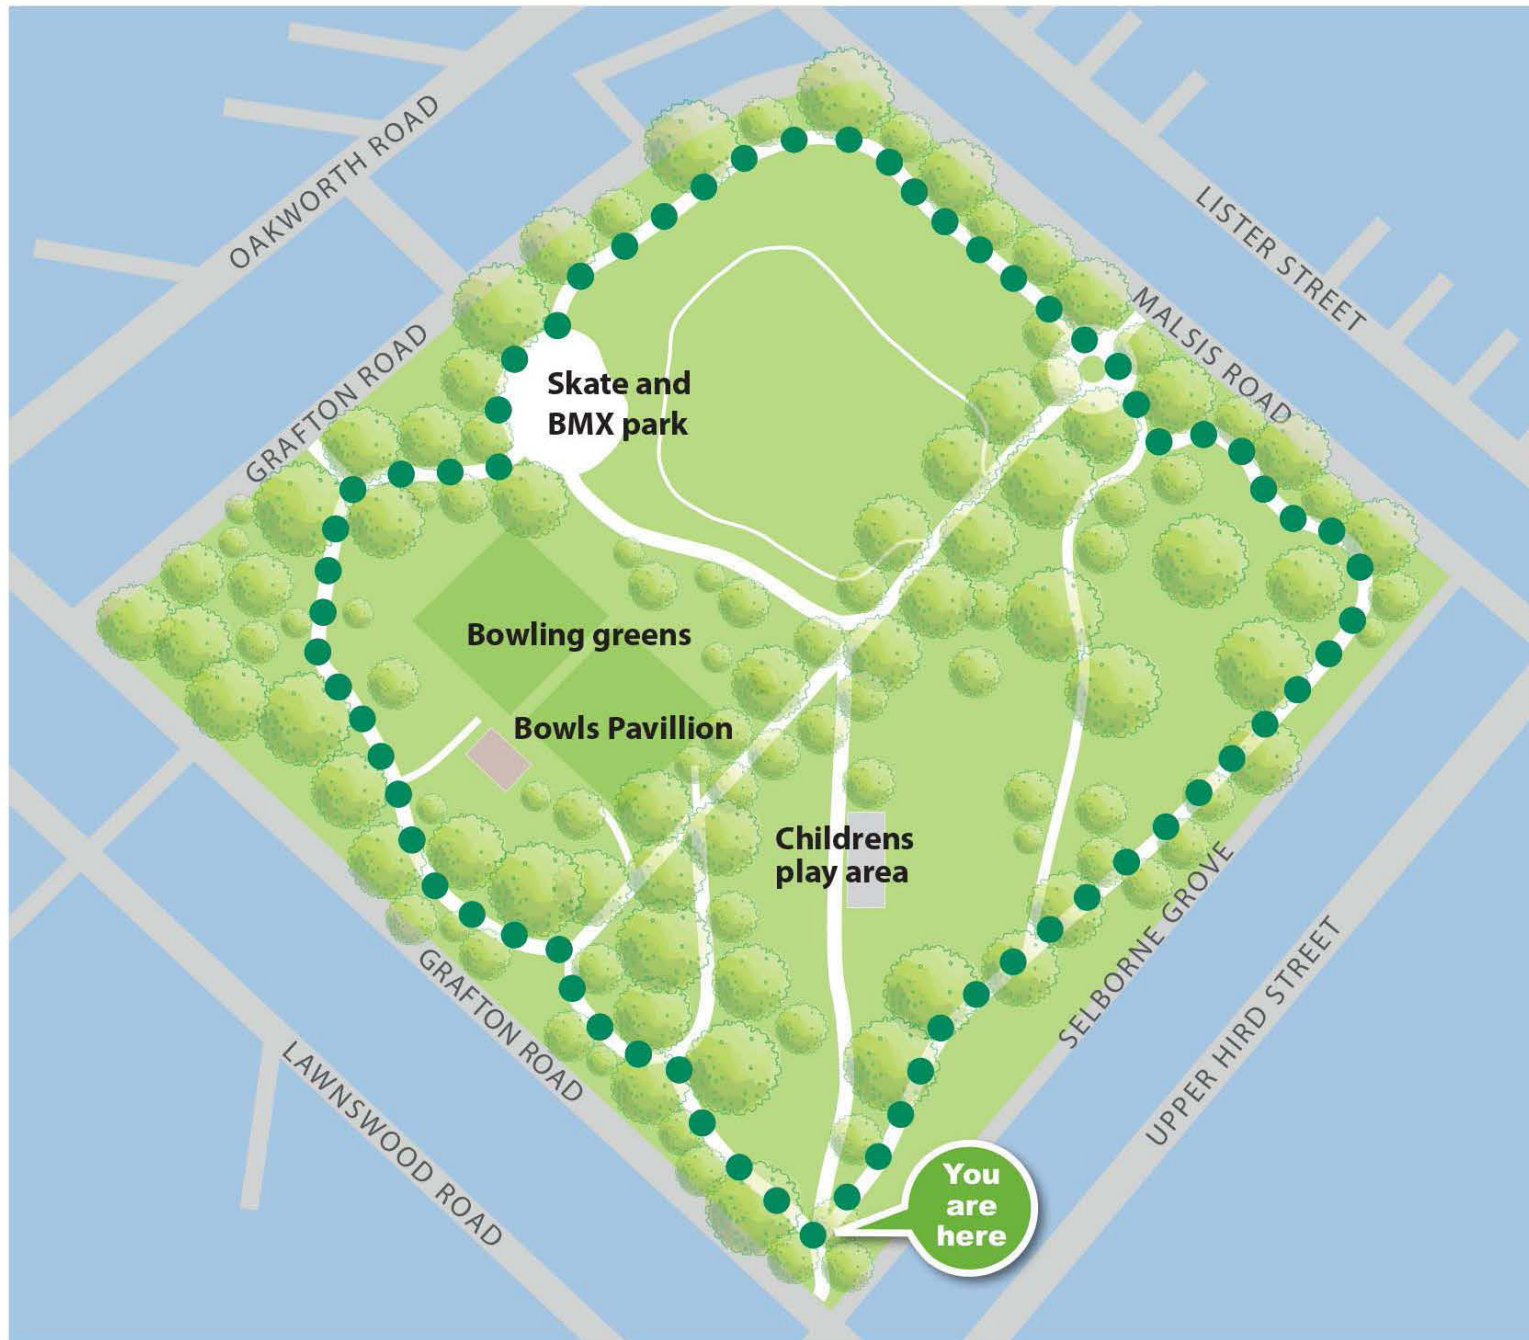 OAKWORTH ROAD
LISTER STREET
MALSIS ROAD
GRAFTON ROAD
Skate and
BMX park
Bowling greens
Bowls Pavillion
Childrens
play area
SELBORNE GROVE
UPPER HIRD STREET
GRAFTON ROAD
LAWNSWOOD ROAD
You
are
here